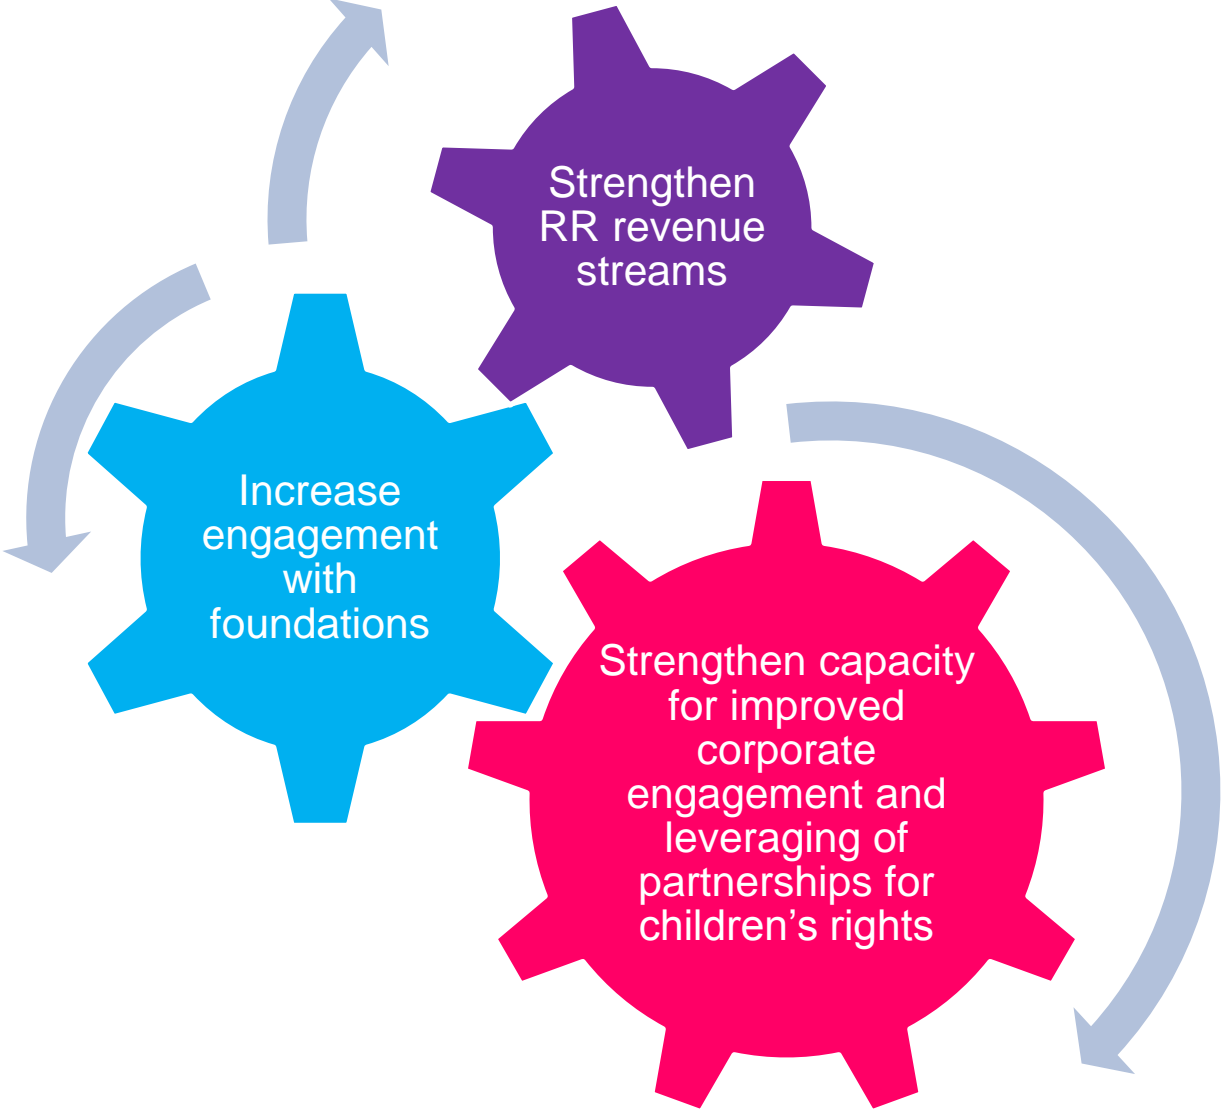 Strengthen
RR revenue
streams
Increase
engagement
with
foundations
Strengthen capacity
for improved
corporate
engagement and
leveraging of
partnerships for
children’s rights